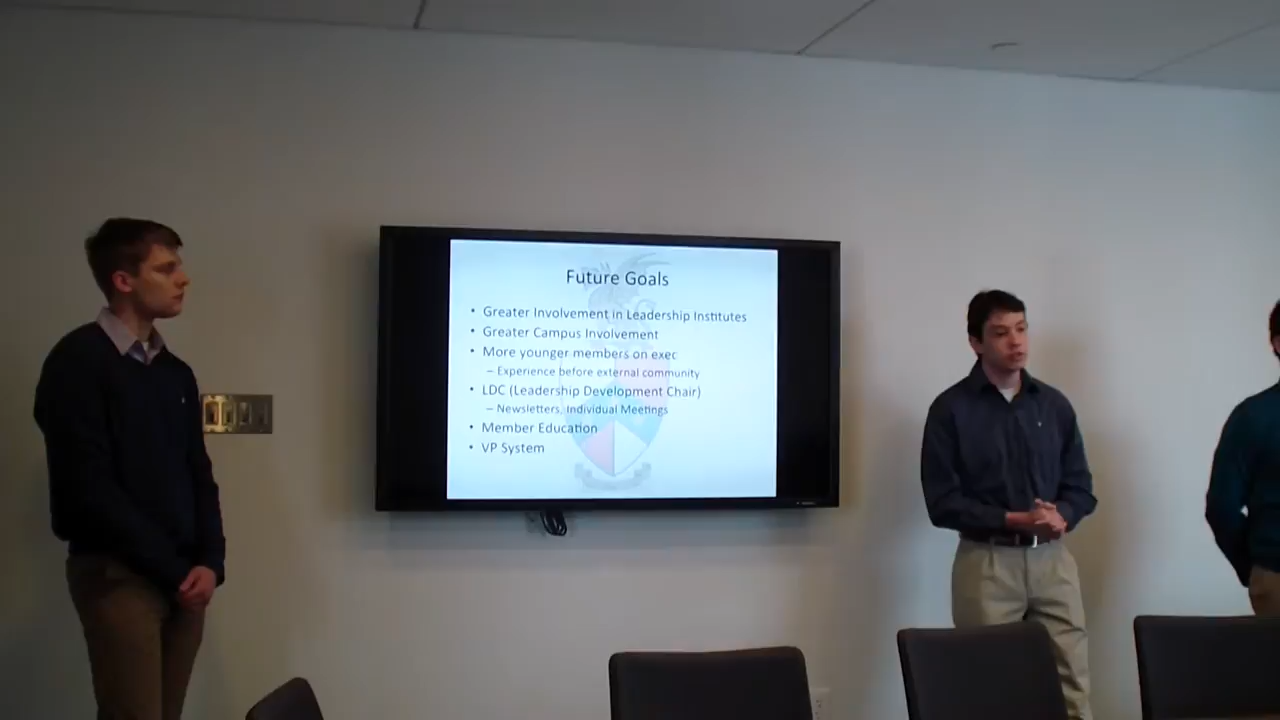 Future Goals
• Greater Involvement in Leadership Institutes
• Greater Campus Involvement
• More younger members on exec
– Experience before external community
• LDC (Leadership Development Chair)
– Newsletters, Individual Meetings
• Member Education
• VP System